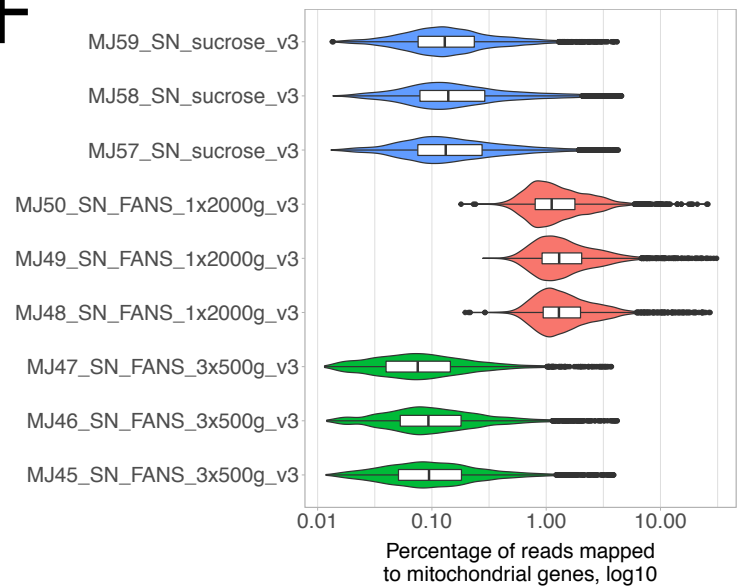 MJ59_SN_sucrose_v3
MJ58_SN_sucrose_v3
MJ57_SN_sucrose_v3
MJ50_SN_FANS_1x2000g_v3
MJ49_SN_FANS_1x2000g_v3
MJ48_SN_FANS_1x2000g_v3
MJ47_SN_FANS_3x500g_v3
MJ46_SN_FANS_3x500g_v3
MJ45_SN_FANS_3x500g_v3
0.01 0.10 1.00 10.00
Percentage of reads mapped
to mitochondrial genes, log10